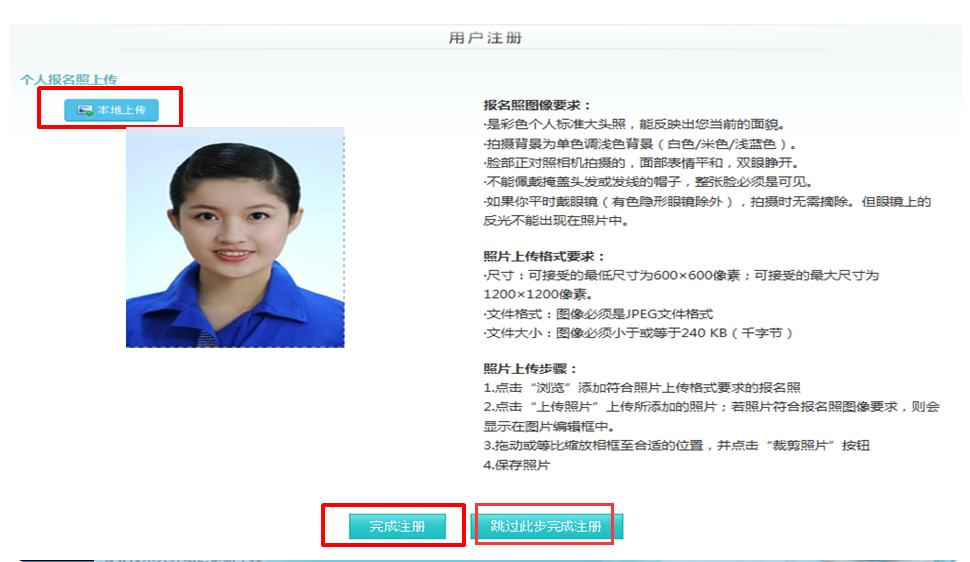 用户注册
个人报名照上传
本地上传
报名照图像要求：
·是彩色个人标准大头照，能反映出您当前的面貌。
·拍摄背景为单色调浅色背景（白色/米色/浅蓝色）。
·脸部正对照相机拍摄的，面部表情平和，双眼睁开。
·不能佩戴掩盖头发或发线的帽子，整张脸必须是可见。
·如果你平时戴眼镜（有色隐形眼镜除外），拍摄时无需摘除。但眼镜上的
反光不能出现在照片中。
照片上传格式要求：
·尺寸：可接受的最低尺寸为600×600像素；可接受的最大尺寸为
1200×1200像素。
·文件格式：图像必须是JPEG文件格式
·文件大小：图像必须小于或等于240 KB（千字节）
照片上传步骤：
1.点击“浏览”添加符合照片上传格式要求的报名照
2.点击“上传照片”上传所添加的照片；若照片符合报名照图像要求，则会
显示在图片编辑框中。
3.拖动或等比缩放相框至合适的位置，并点击“裁剪照片”按钮
4.保存照片
完成注册
跳过此步完成注册